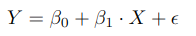 Y = β₀ + β₁ · X + ϵ